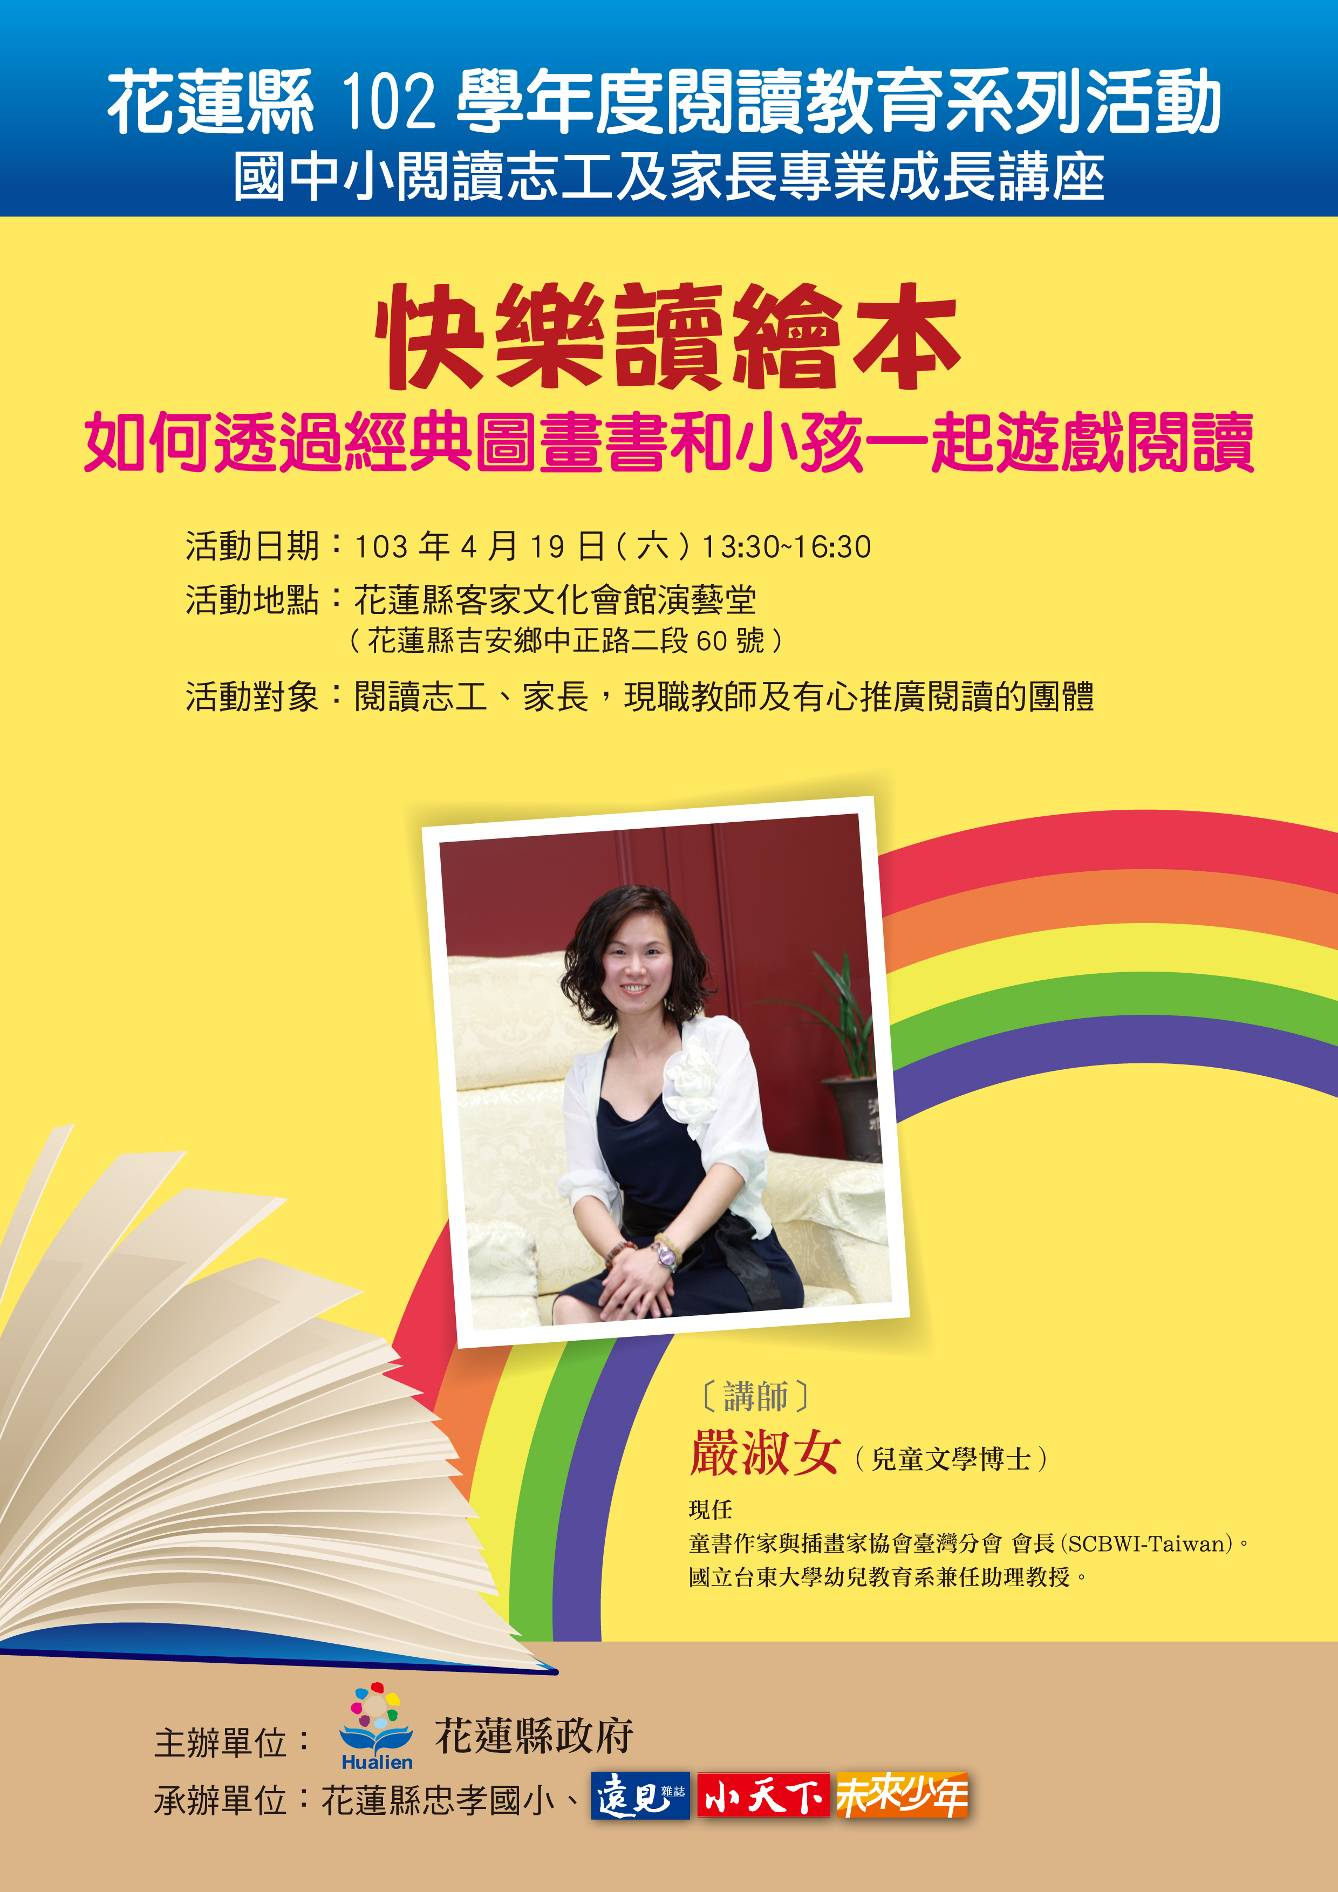 花蓮縣 102 學年度閱讀教育系列活動
國中小閱讀志工及家長專業成長講座
快樂讀繪本
如何透過經典圖畫書和小孩一起遊戲閱讀
活動日期：103 年 4 月 19 日 ( 六 ) 13:30~16:30
活動地點：花蓮縣客家文化會館演藝堂
( 花蓮縣吉安鄉中正路二段 60 號 )
活動對象：閱讀志工、家長，現職教師及有心推廣閱讀的團體
〔 講師 〕
嚴淑女 ( 兒童文學博士 )
現任
童書作家與插畫家協會臺灣分會 會長 (SCBWI-Taiwan)。
國立台東大學幼兒教育系兼任助理教授。
主辦單位： Hualien 花蓮縣政府
承辦單位：花蓮縣忠孝國小、 遠見 雜誌 小天下 未來少年